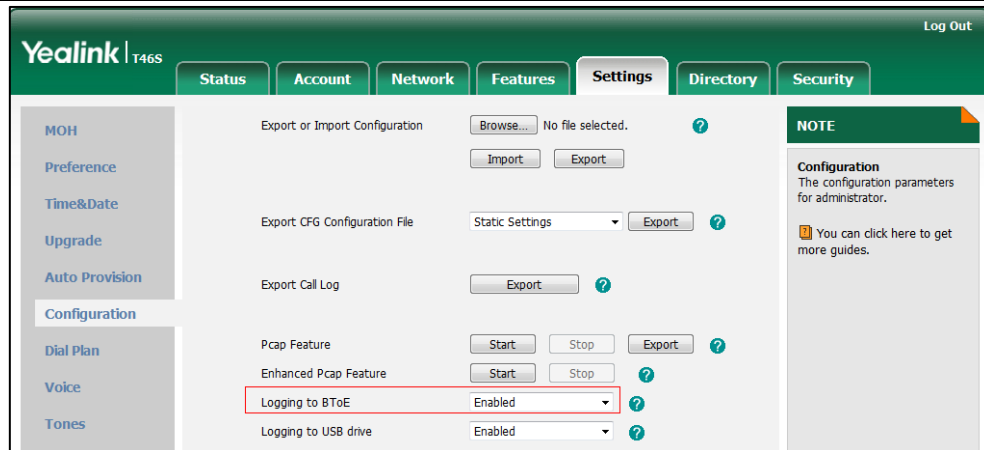 Log Out
Yealink T46S
Status Account Network Features Settings Directory Security
MOH
Preference
Time&Date
Upgrade
Auto Provision
Configuration
Dial Plan
Voice
Tones
Export or Import Configuration Browse... No file selected. ?
Import Export
Export CFG Configuration File Static Settings Export ?
Export Call Log Export ?
Pcap Feature Start Stop Export ?
Enhanced Pcap Feature Start Stop ?
Logging to BToE Enabled ?
Logging to USB drive Enabled ?
NOTE
Configuration
The configuration parameters
for administrator.
? You can click here to get
more guides.